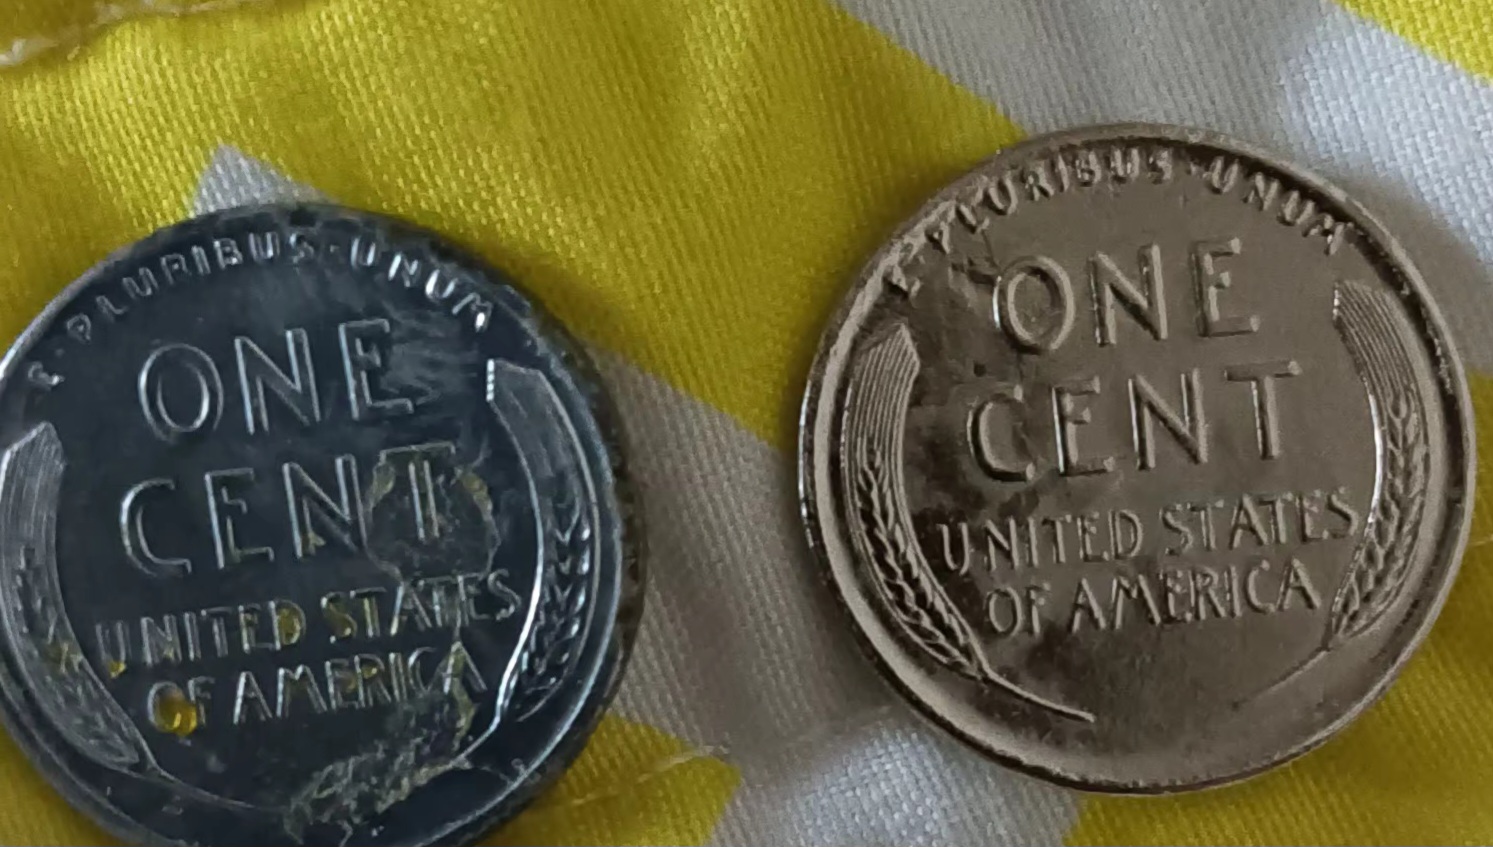 E·PLURIBUS·UNUM
ONE
CENT
UNITED STATES
OF AMERICA
E·PLURIBUS·UNUM
ONE
CENT
UNITED STATES
OF AMERICA